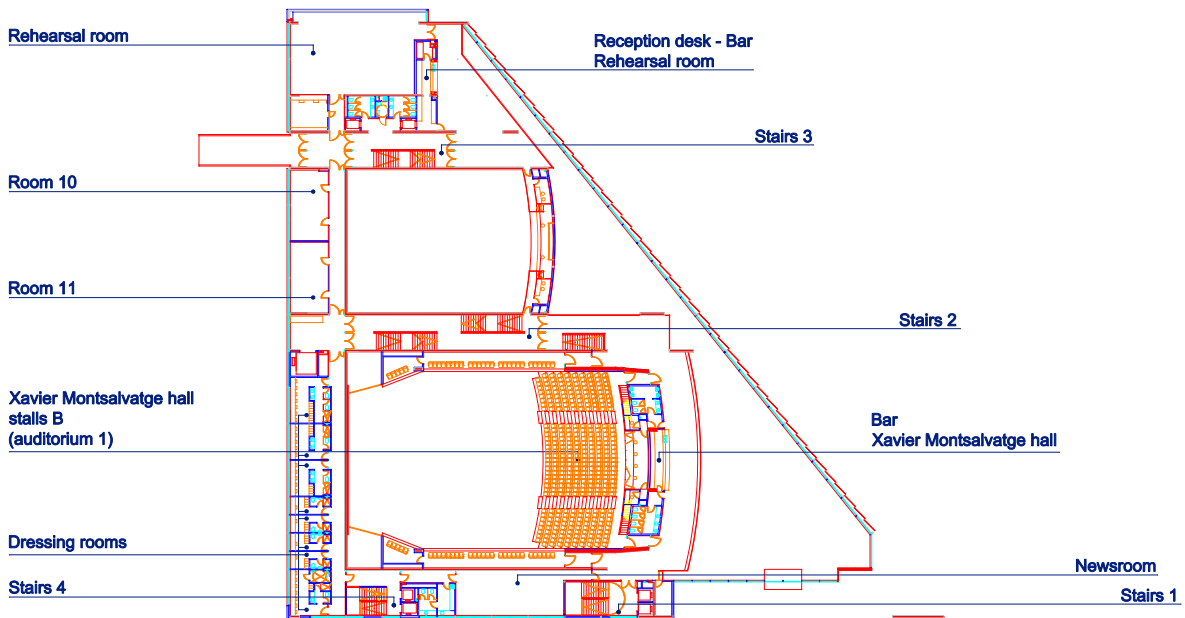 Rehearsal room
Reception desk - Bar
Rehearsal room
Stairs 3
Room 10
Room 11
Stairs 2
Xavier Montsalvatge hall
stalls B
(auditorium 1)
Bar
Xavier Montsalvatge hall
Dressing rooms
Newsroom
Stairs 4
Stairs 1